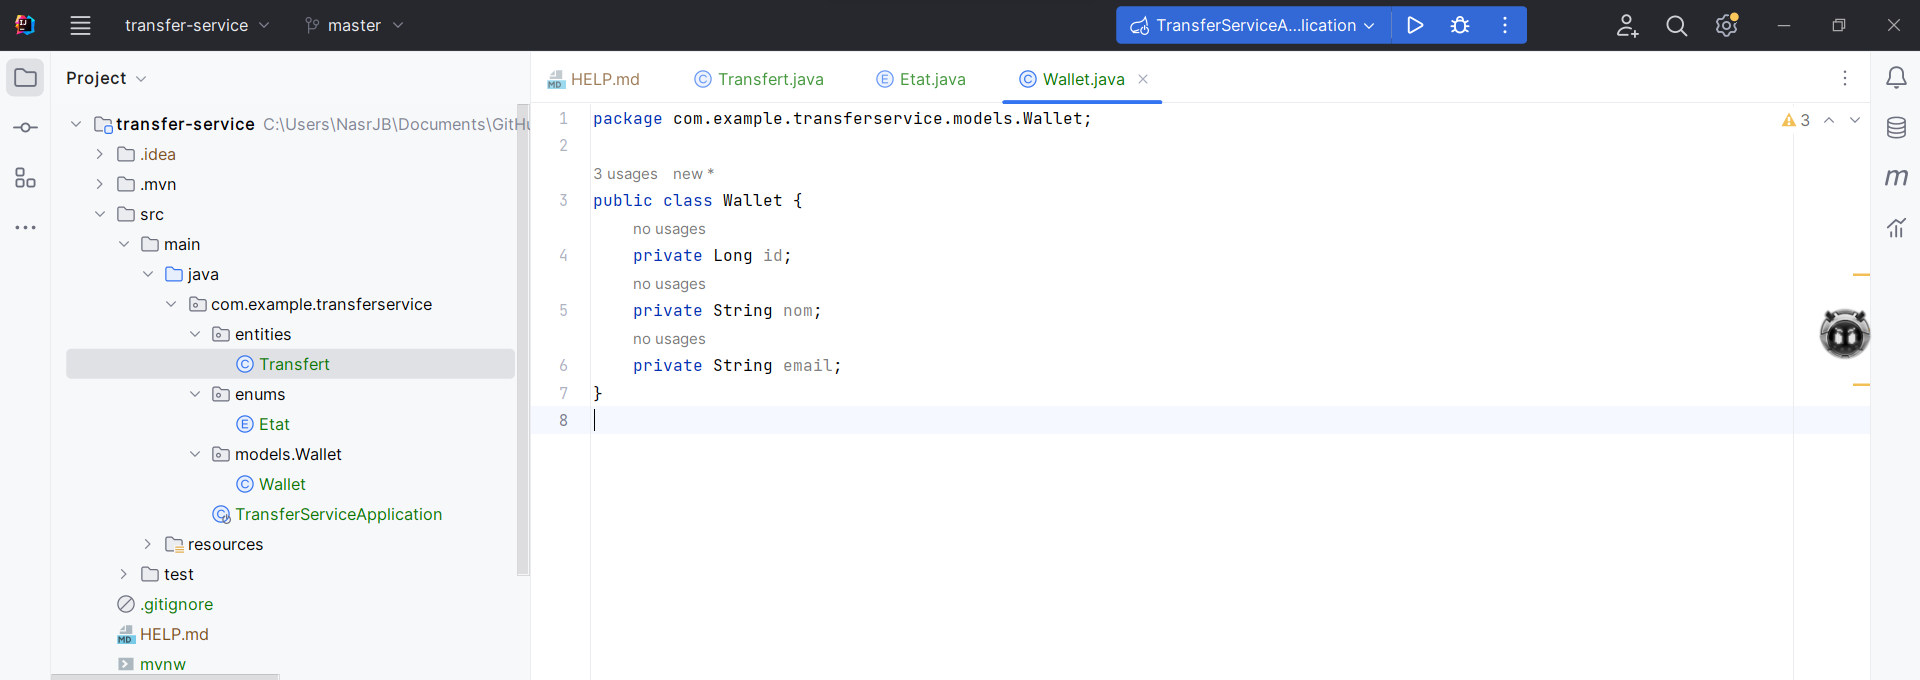 transfer-service
master
TransferServiceA...lication
Project
HELP.md
Transfert.java
Etat.java
Wallet.java
transfer-service C:\Users\NasrJB\Documents\GitHu
.idea
.mvn
src
main
java
com.example.transferservice
entities
Transfert
enums
Etat
models.Wallet
Wallet
TransferServiceApplication
resources
test
.gitignore
HELP.md
mvnw
1 package com.example.transferservice.models.Wallet;
3
2
3 usages new *
3 public class Wallet {
no usages
4 private Long id;
no usages
5 private String nom;
no usages
6 private String email;
7 }
8
m